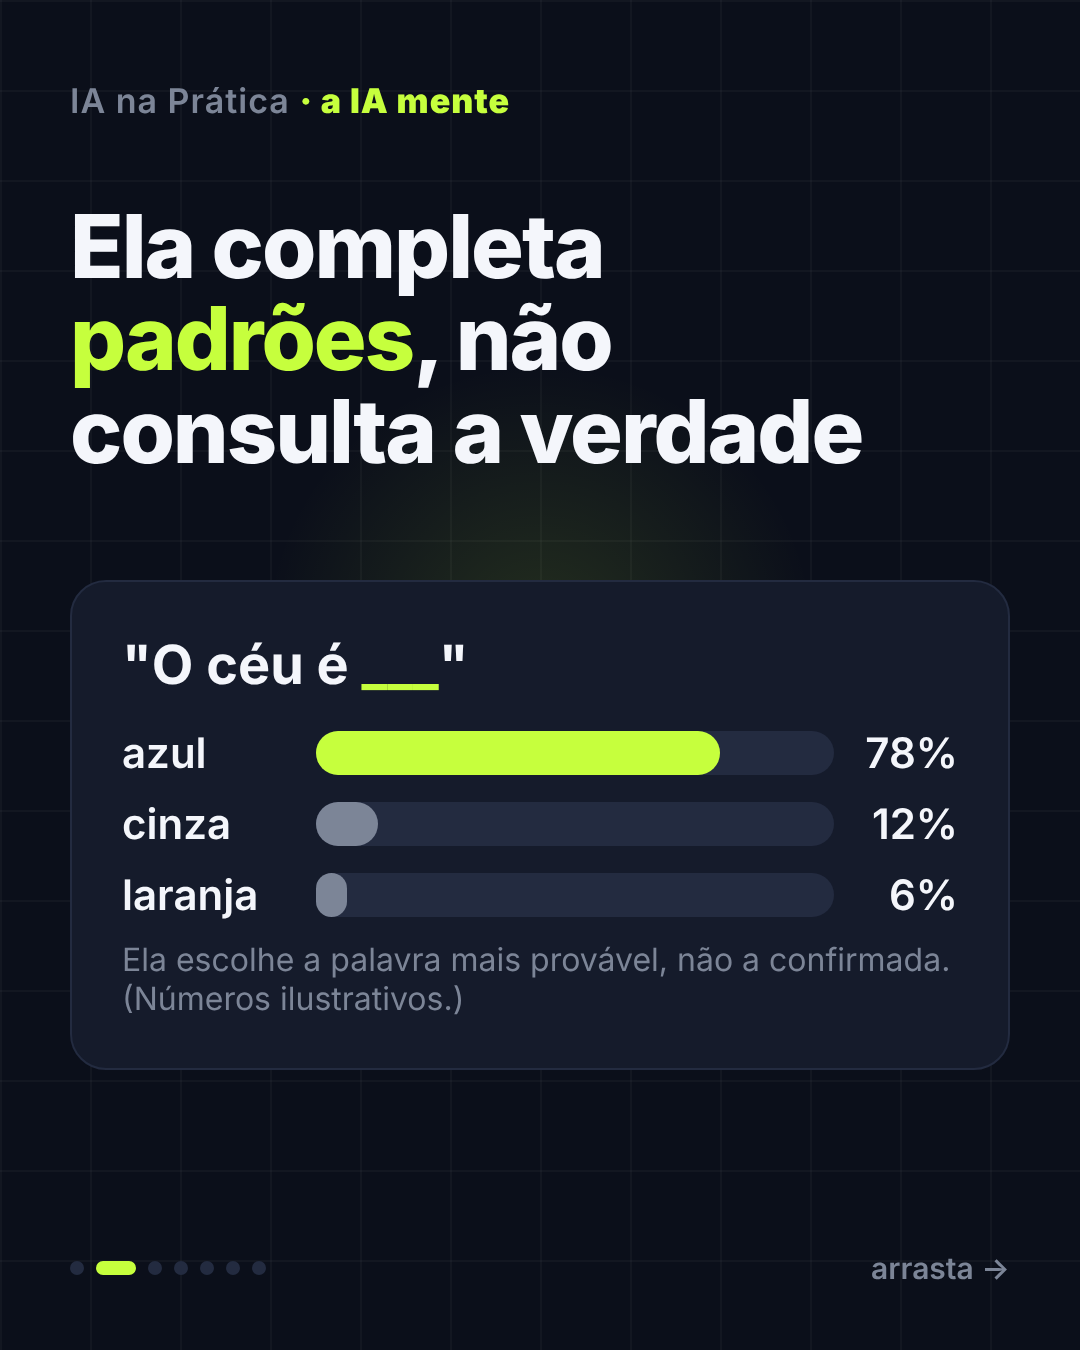 IA na Prática · a IA mente
Ela completa
padrões, não
consulta a verdade
"O céu é ___"
azul 78%
cinza 12%
laranja 6%
Ela escolhe a palavra mais provável, não a confirmada.
(Números ilustrativos.)
arrasta →